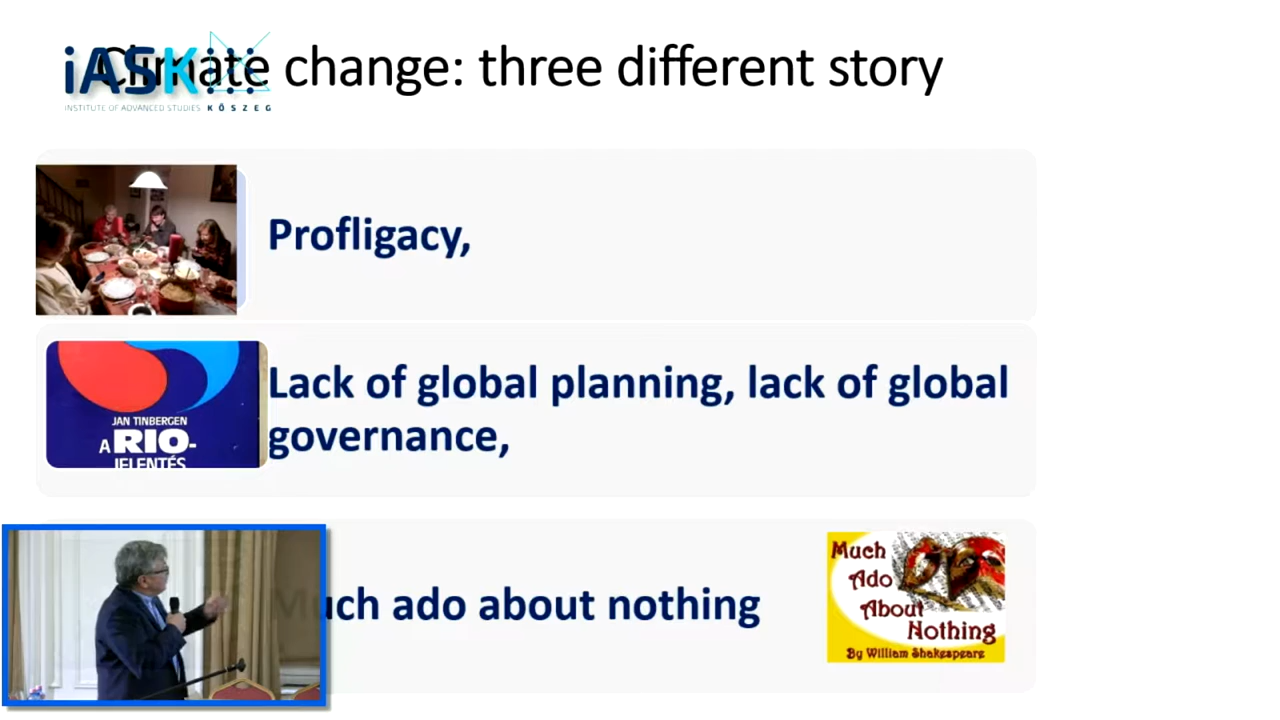 iASK
Climate change: three different story
INSTITUTE OF ADVANCED STUDIES KŐSZEG
Profligacy,
Lack of global planning, lack of global
governance,
JAN TINBERGEN
A RIO-
JELENTÉS
Much ado about nothing
Much
Ado
About
Nothing
By William Shakespeare